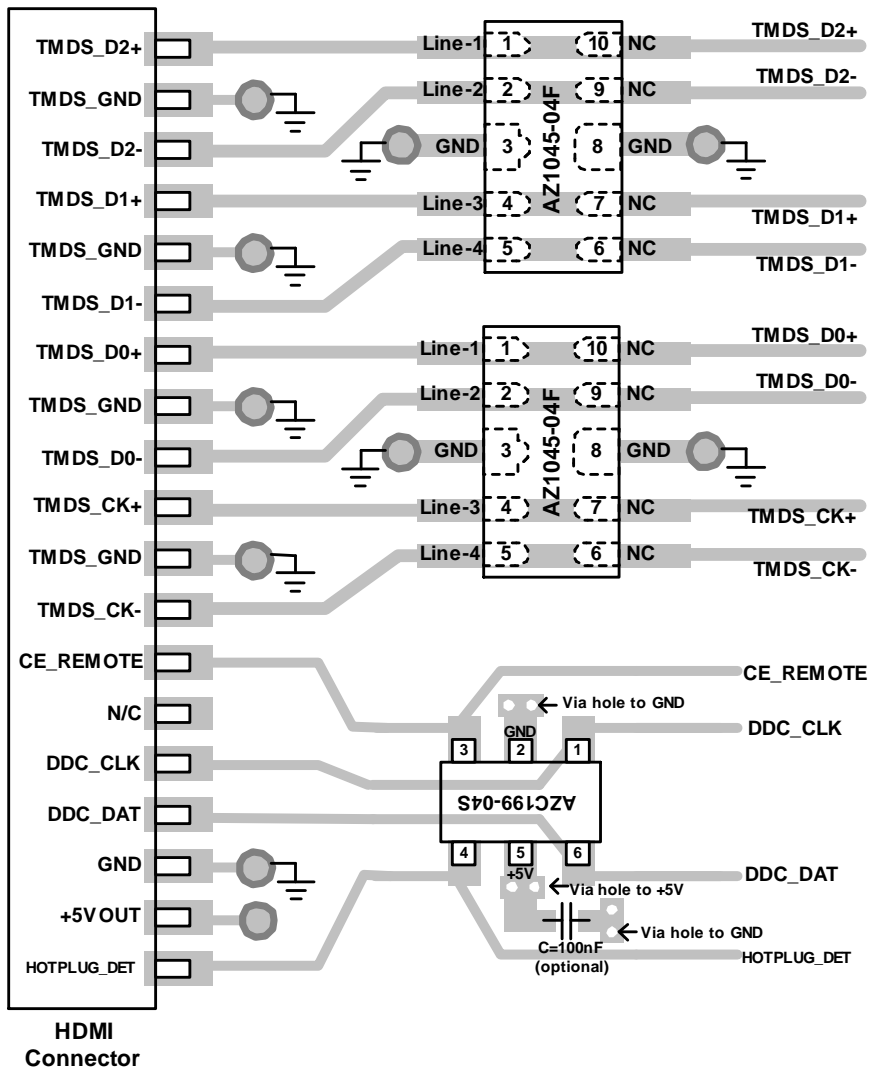 TMDS_D2+
TMDS_GND
TMDS_D2-
TMDS_D1+
TMDS_GND
TMDS_D1-
TMDS_D0+
TMDS_GND
TMDS_D0-
TMDS_CK+
TMDS_GND
TMDS_CK-
CE_REMOTE
N/C
DDC_CLK
DDC_DAT
GND
+5VOUT
HOTPLUG_DET
HDMI
Connector
Line-1 1 10 NC
Line-2 2 9 NC
GND 3 8 GND
Line-3 4 7 NC
Line-4 5 6 NC
AZ1045-04F
TMDS_D2+
TMDS_D2-
TMDS_D1+
TMDS_D1-
Line-1 1 10 NC
Line-2 2 9 NC
GND 3 8 GND
Line-3 4 7 NC
Line-4 5 6 NC
AZ1045-04F
TMDS_D0+
TMDS_D0-
TMDS_CK+
TMDS_CK-
CE_REMOTE
Via hole to GND
DDC_CLK
GND
3 2 1
AZC199-04S
4 5 6
+5V
DDC_DAT
Via hole to +5V
Via hole to GND
C=100nF
(optional)
HOTPLUG_DET